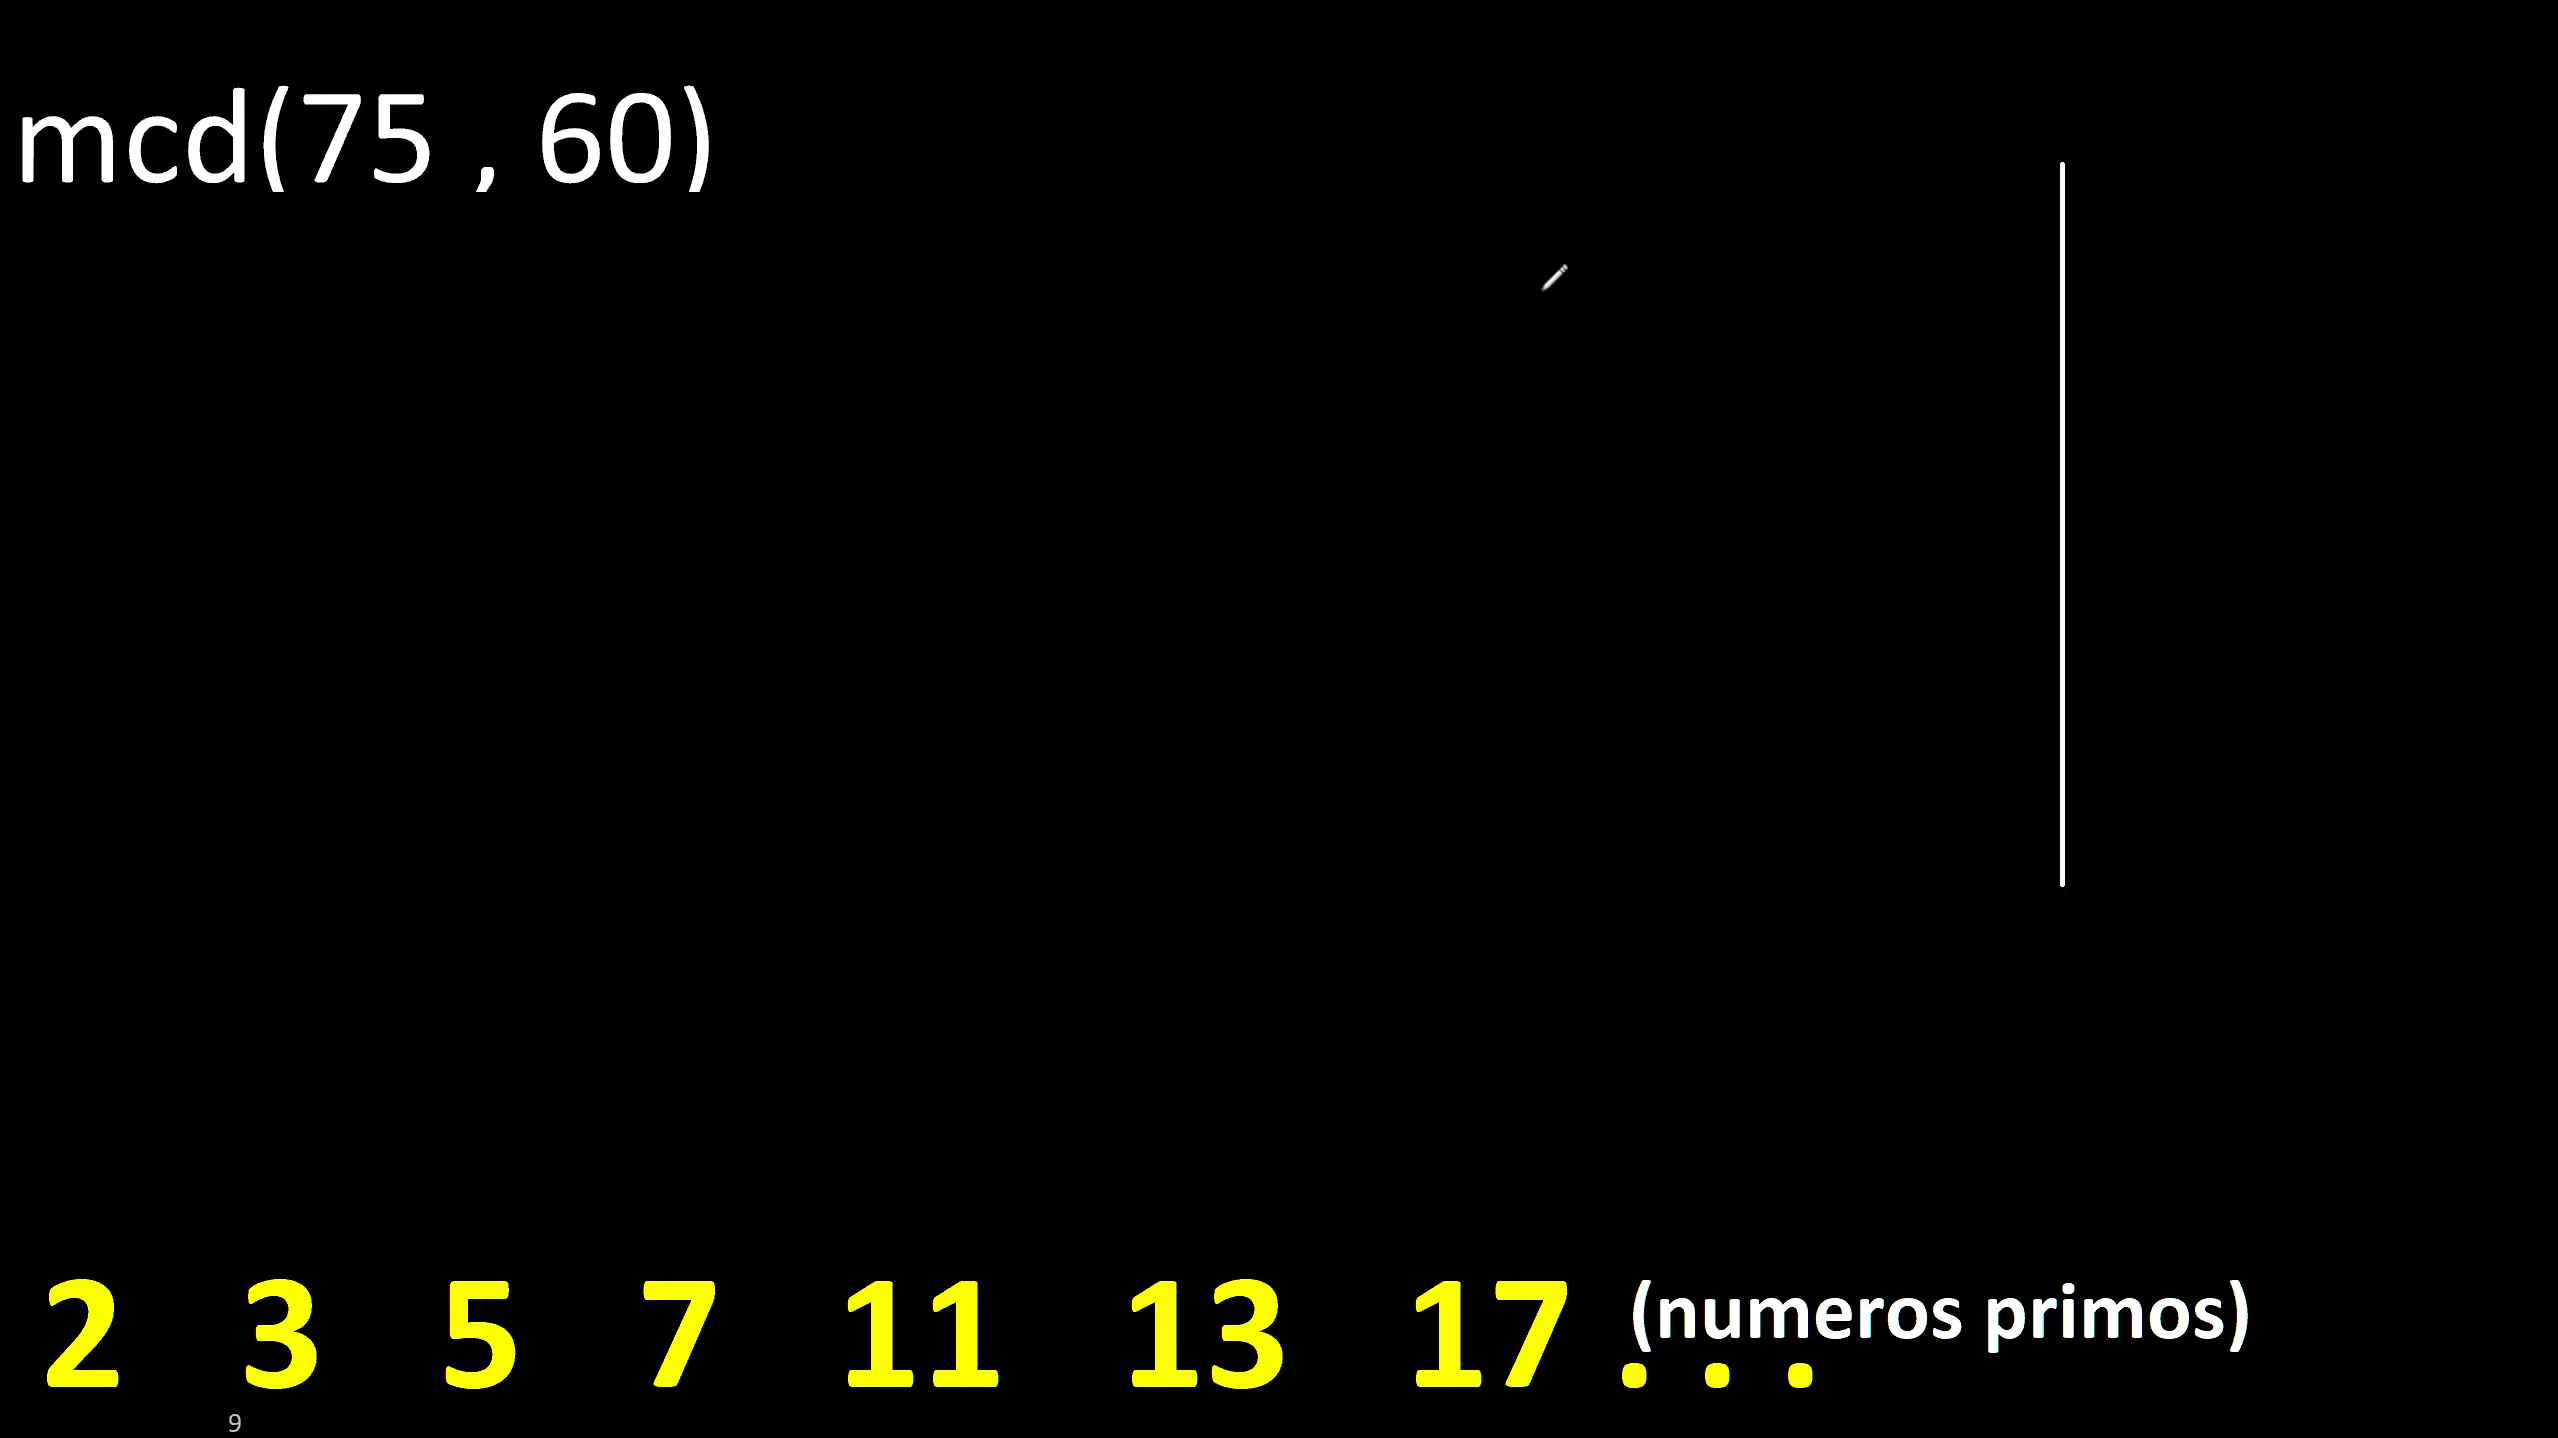 mcd(75 , 60)
2 3 5 7 11 13 17 . . . (numeros primos)
9